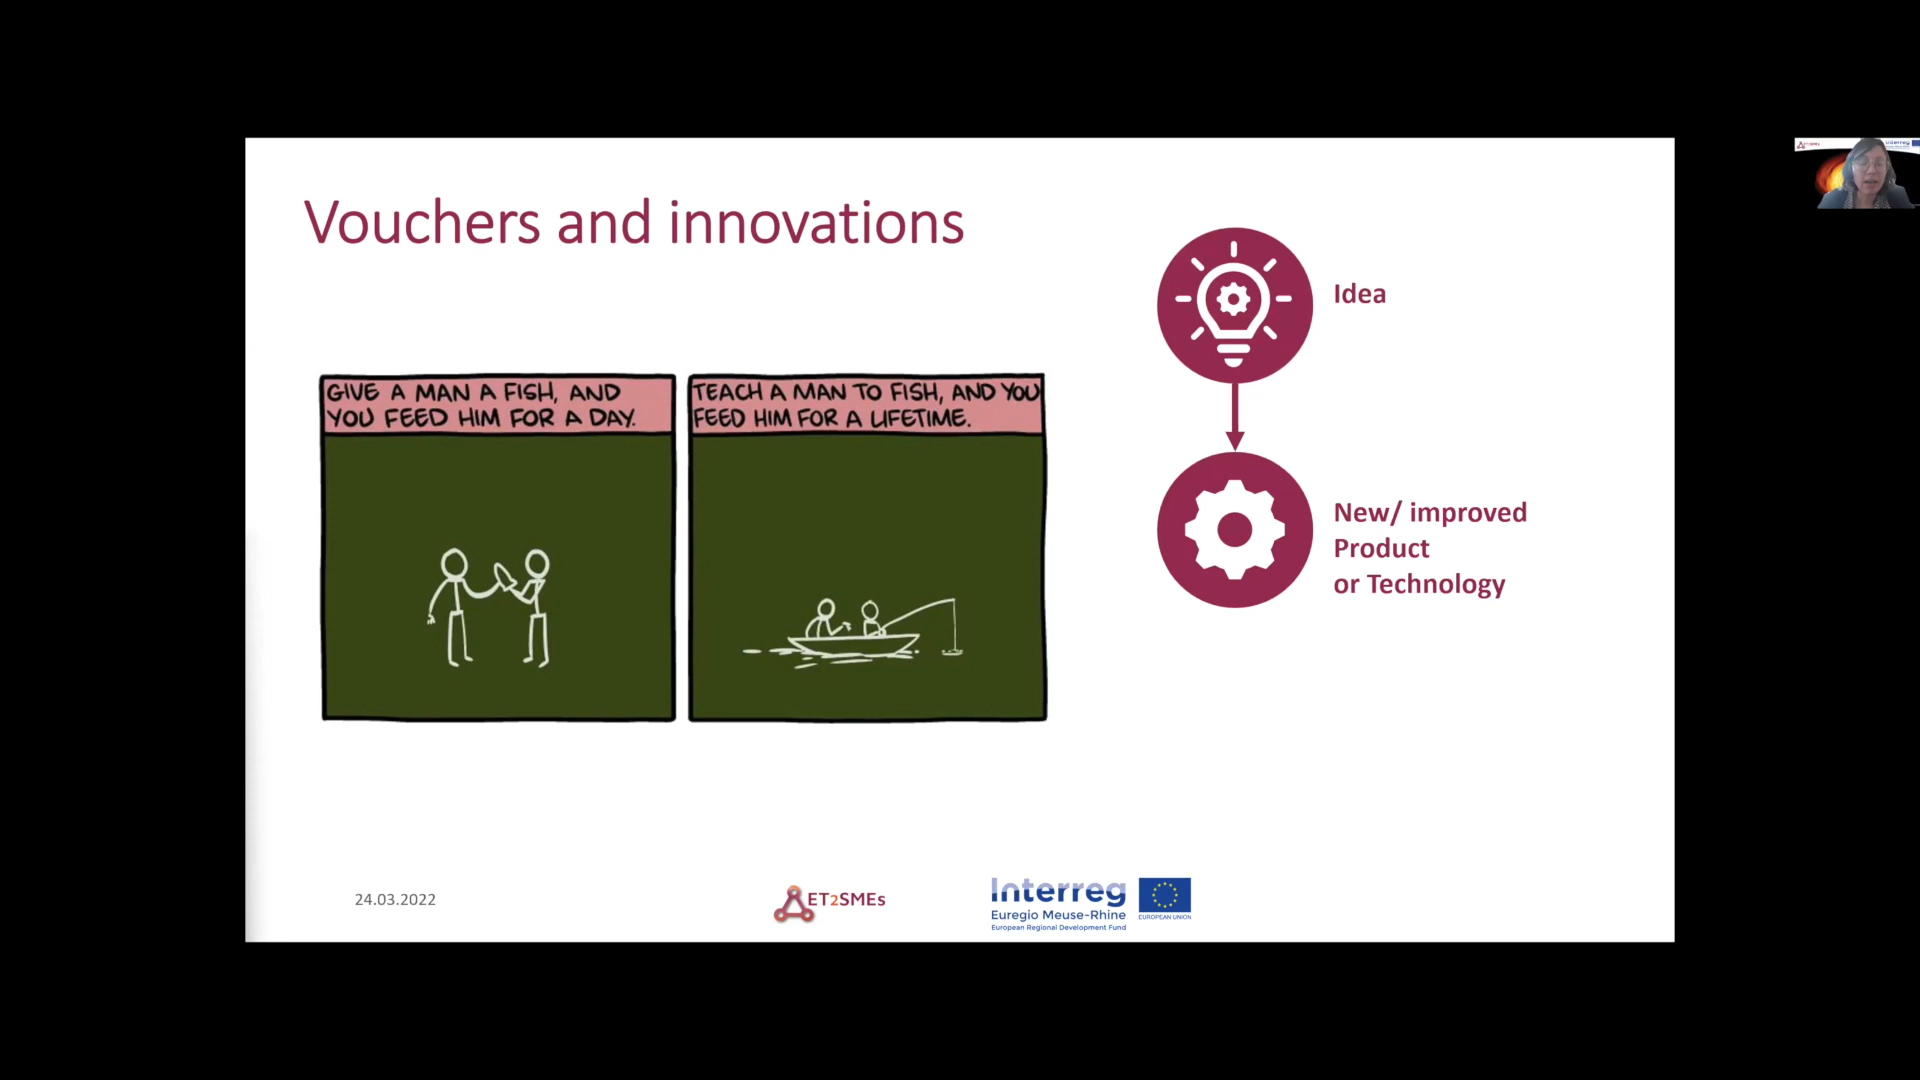 Vouchers and innovations
GIVE A MAN A FISH, AND
YOU FEED HIM FOR A DAY.
TEACH A MAN TO FISH, AND YOU
FEED HIM FOR A LIFETIME.
Idea
New/ improved
Product
or Technology
24.03.2022
ET2SMEs
Interreg
Euregio Meuse-Rhine
European Regional Development Fund
EUROPEAN UNION
Interreg